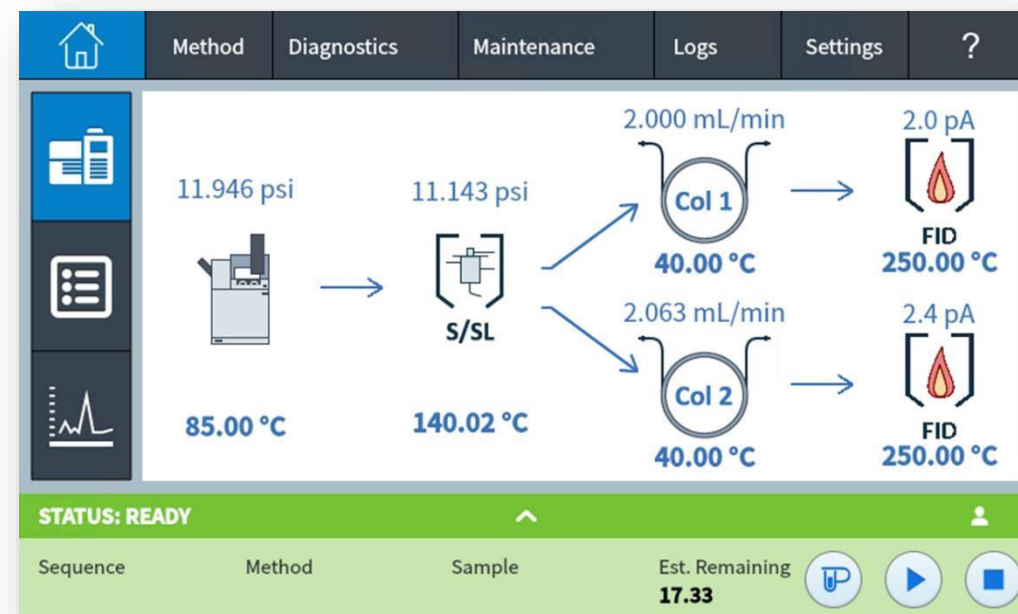 Method Diagnostics Maintenance Logs Settings ?
2.000 mL/min 2.0 pA
11.946 psi 11.143 psi
Col 1
FID
40.00 °C 250.00 °C
2.063 mL/min 2.4 pA
S/SL
Col 2
85.00 °C 140.02 °C
FID
40.00 °C 250.00 °C
STATUS: READY
Sequence Method Sample Est. Remaining
17.33